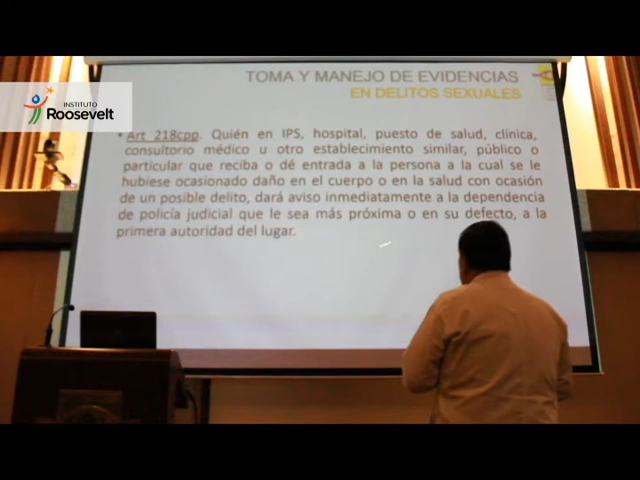 TOMA Y MANEJO DE EVIDENCIAS
EN DELITOS SEXUALES
INSTITUTO
Roosevelt
• Art 218cpp. Quién en IPS, hospital, puesto de salud, clínica,
consultorio médico u otro establecimiento similar, público o
particular que reciba o dé entrada a la persona a la cual se le
hubiese ocasionado daño en el cuerpo o en la salud con ocasión
de un posible delito, dará aviso inmediatamente a la dependencia
de policía judicial que le sea más próxima o en su defecto, a la
primera autoridad del lugar.